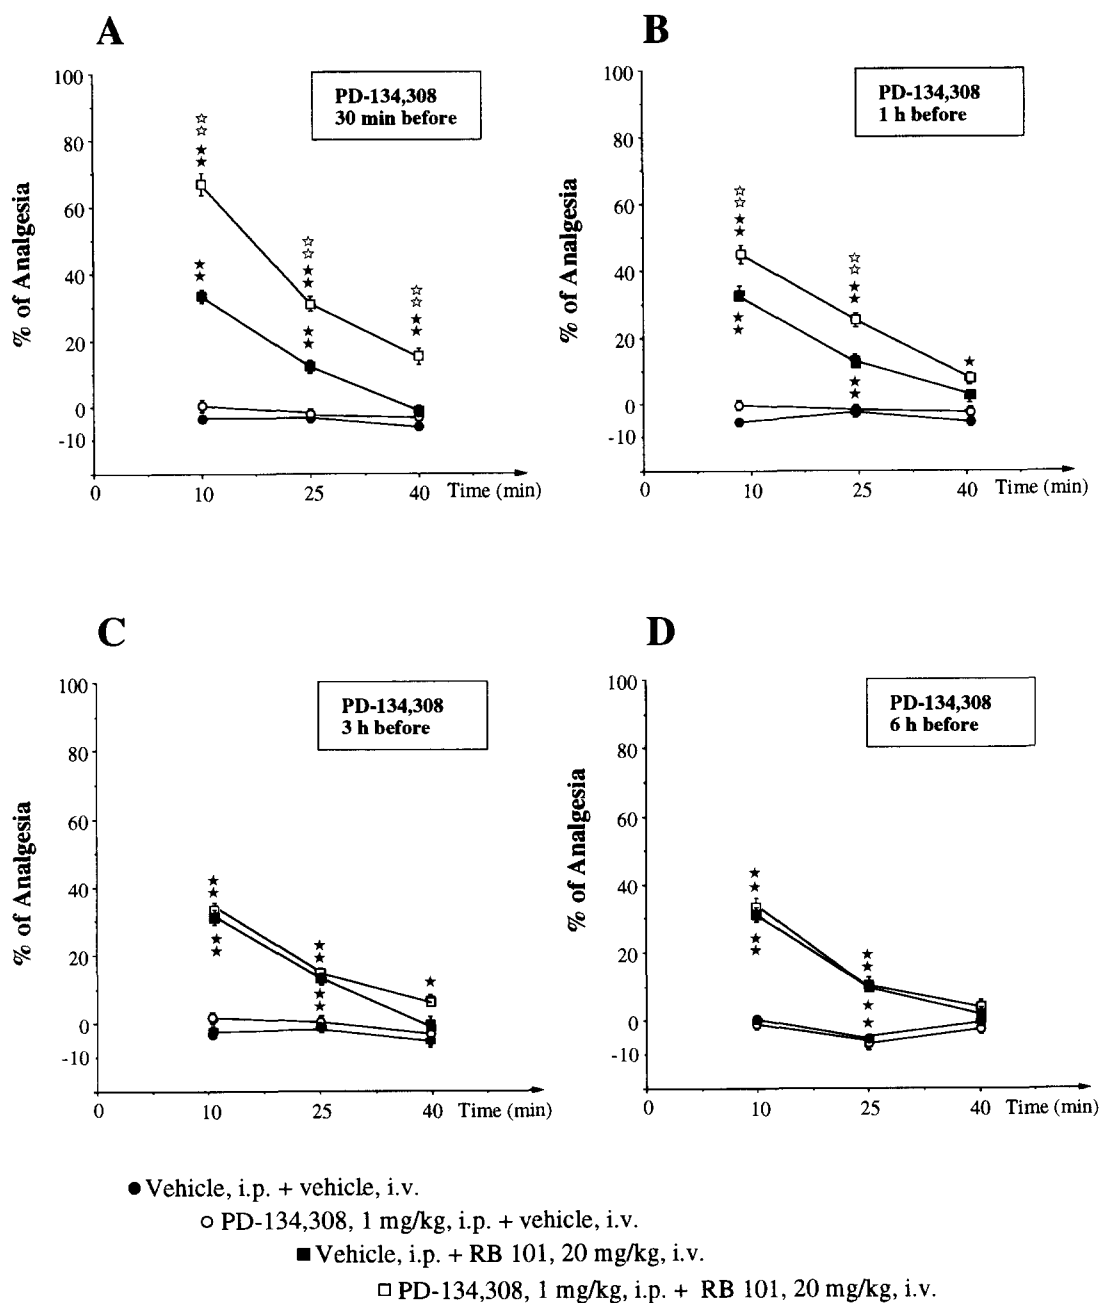 A
% of Analgesia
100
80
60
40
20
0
-10
PD-134,308
30 min before
0 10 25 40 Time (min)
B
% of Analgesia
100
80
60
40
20
0
-10
PD-134,308
1 h before
0 10 25 40 Time (min)
C
% of Analgesia
100
80
60
40
20
0
-10
PD-134,308
3 h before
0 10 25 40 Time (min)
D
% of Analgesia
100
80
60
40
20
0
-10
PD-134,308
6 h before
0 10 25 40 Time (min)
Vehicle, i.p. + vehicle, i.v.
PD-134,308, 1 mg/kg, i.p. + vehicle, i.v.
Vehicle, i.p. + RB 101, 20 mg/kg, i.v.
PD-134,308, 1 mg/kg, i.p. + RB 101, 20 mg/kg, i.v.